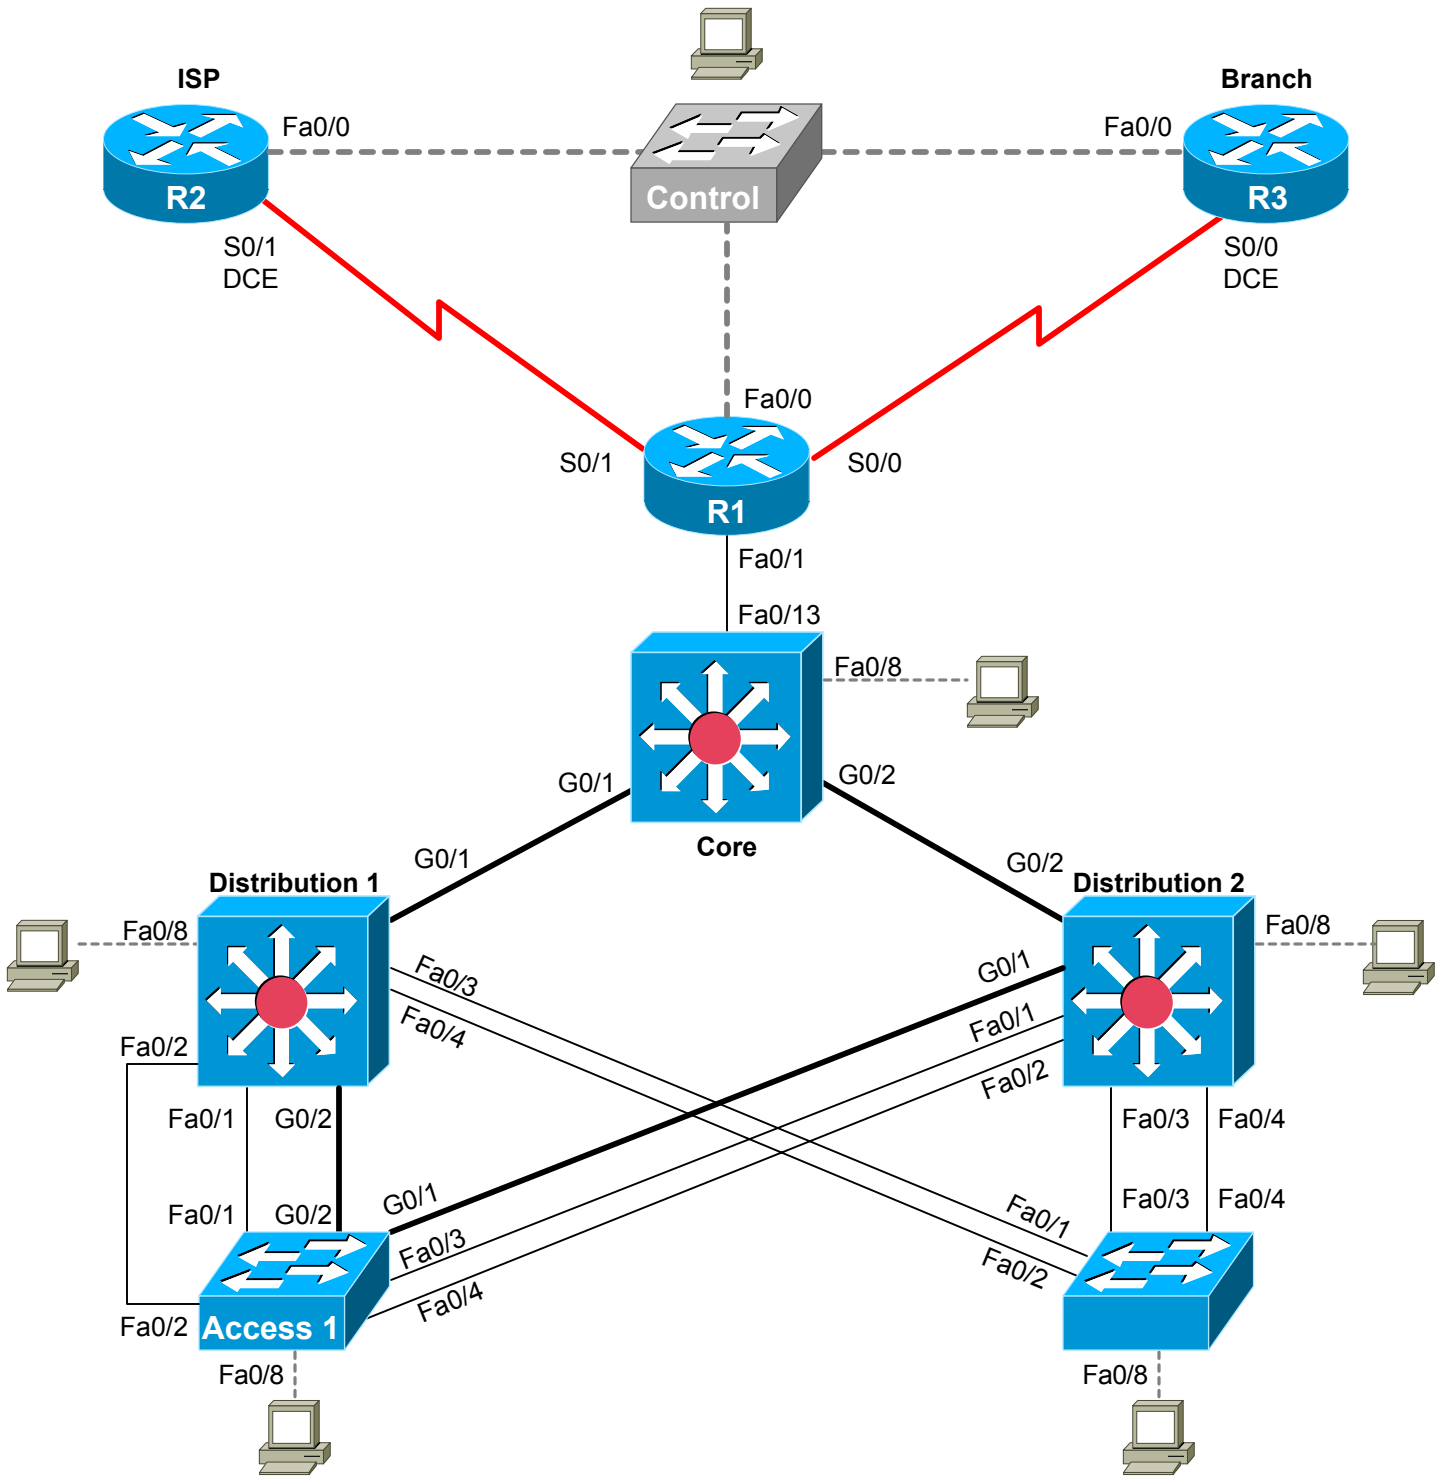 ISP
Branch
Fa0/0
Fa0/0
R2
Control
R3
S0/1
DCE
S0/0
DCE
Fa0/0
S0/1
S0/0
R1
Fa0/1
Fa0/13
Fa0/8
G0/1
G0/2
Core
G0/1
G0/2
Distribution 1
Distribution 2
Fa0/8
Fa0/8
Fa0/3
G0/1
Fa0/4
Fa0/1
Fa0/2
Fa0/2
Fa0/1
G0/2
Fa0/3
Fa0/4
G0/1
Fa0/1
G0/2
Fa0/3
Fa0/4
Fa0/1
Fa0/3
Fa0/2
Fa0/4
Fa0/2
Access 1
Fa0/8
Fa0/8